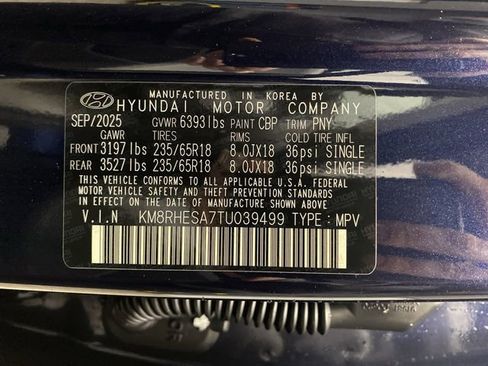 MANUFACTURED IN KOREA BY
HYUNDAI MOTOR COMPANY
SEP/2025 GVWR 6393lbs PAINT CBP TRIM PNY
GAWR TIRES RIMS COLD TIRE INFL
FRONT 3197lbs 235/65R18 8.0JX18 36psi SINGLE
REAR 3527lbs 235/65R18 8.0JX18 36psi SINGLE
THIS VEHICLE CONFORMS TO ALL APPLICABLE U.S.A.FEDERAL
MOTOR VEHICLE SAFETY AND THEFT PREVENTION STANDARDS
IN EFFECT ON THE DATE OF MANUFACTURE SHOWN ABOVE.
V.I.N KM8RHESA7TU039499 TYPE : MPV